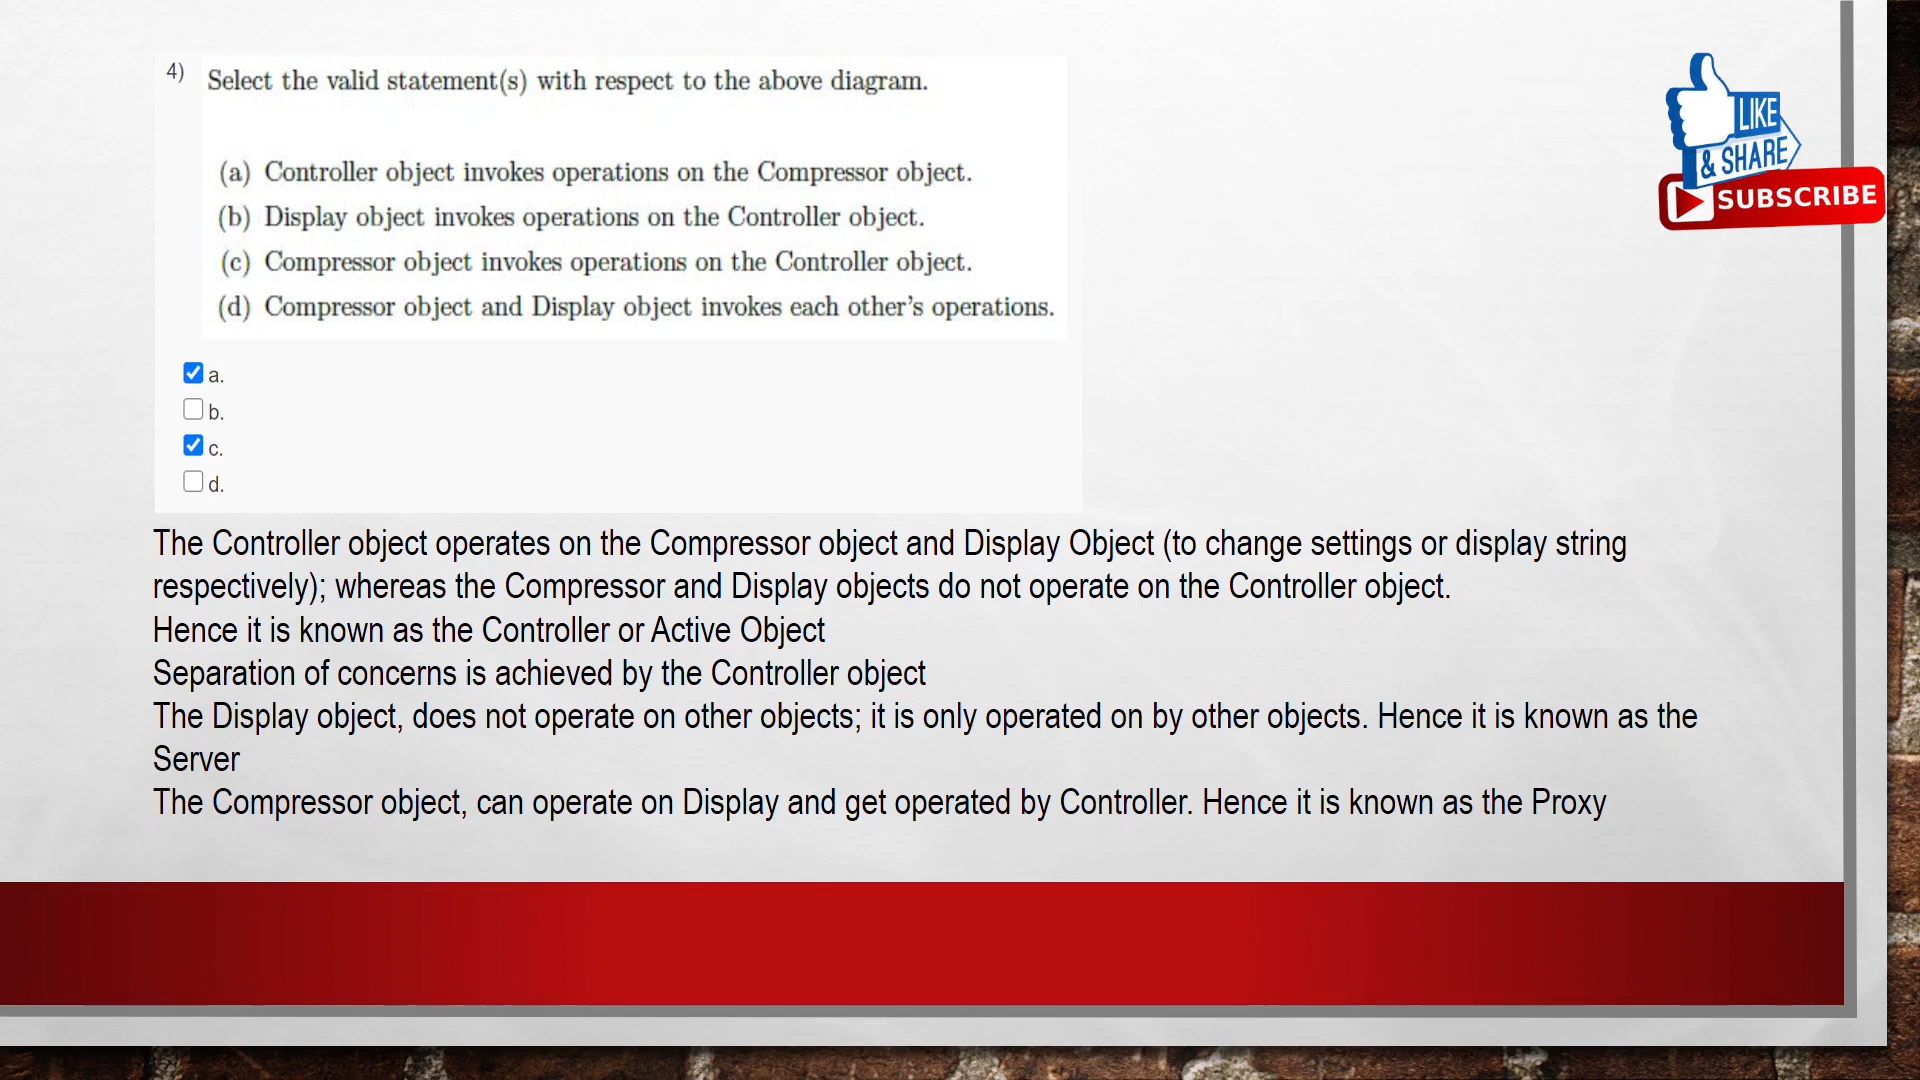 4) Select the valid statement(s) with respect to the above diagram.
(a) Controller object invokes operations on the Compressor object.
(b) Display object invokes operations on the Controller object.
(c) Compressor object invokes operations on the Controller object.
(d) Compressor object and Display object invokes each other's operations.
a.
b.
c.
d.
The Controller object operates on the Compressor object and Display Object (to change settings or display string
respectively); whereas the Compressor and Display objects do not operate on the Controller object.
Hence it is known as the Controller or Active Object
Separation of concerns is achieved by the Controller object
The Display object, does not operate on other objects; it is only operated on by other objects. Hence it is known as the
Server
The Compressor object, can operate on Display and get operated by Controller. Hence it is known as the Proxy
LIKE
& SHARE
SUBSCRIBE